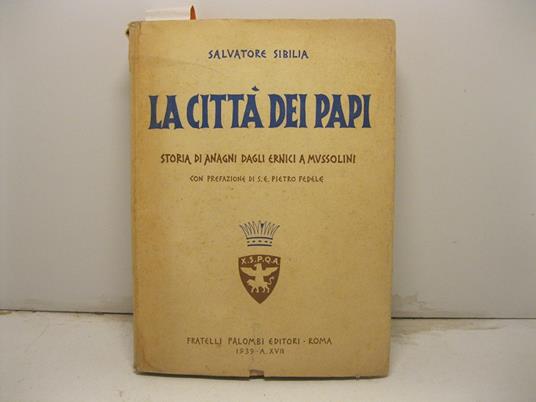 SALVATORE SIBILIA
LA CITTÀ DEI PAPI
STORIA DI ANAGNI DAGLI ERNICI A MVSSOLINI
CON PREFAZIONE DI S.E. PIETRO FEDELE
X.S.P.Q.A.
FRATELLI PALOMBI EDITORI - ROMA
1939 - A. XVII